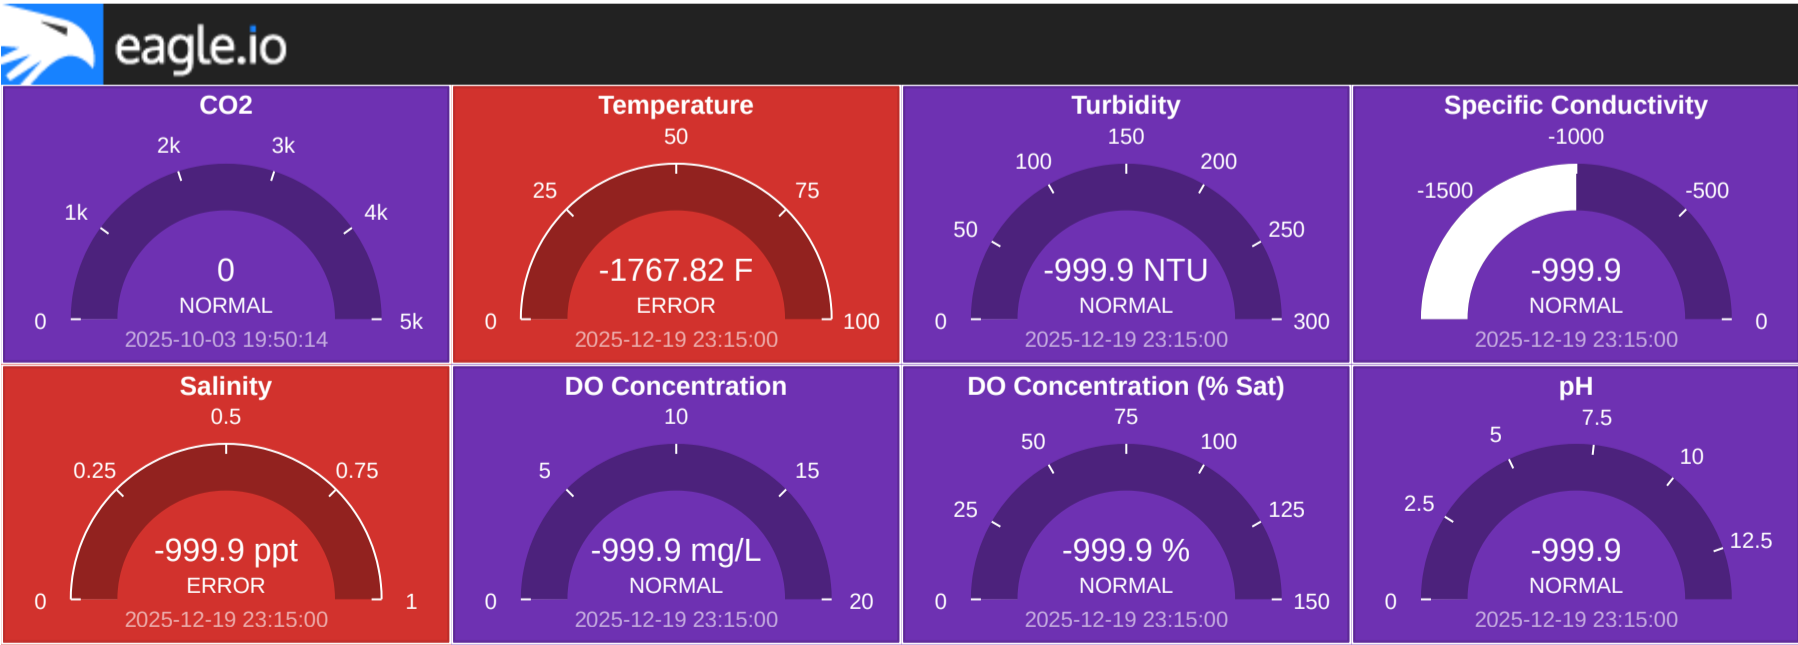 eagle.io
CO2
2k 3k
1k 4k
0
NORMAL
0 5k
2025-10-03 19:50:14
Temperature
50
25 75
-1767.82 F
ERROR
0 100
2025-12-19 23:15:00
Turbidity
150
100 200
50 250
-999.9 NTU
NORMAL
0 300
2025-12-19 23:15:00
Specific Conductivity
-1000
-1500 -500
-999.9
NORMAL
0
2025-12-19 23:15:00
Salinity
0.5
0.25 0.75
-999.9 ppt
ERROR
0 1
2025-12-19 23:15:00
DO Concentration
10
5 15
-999.9 mg/L
NORMAL
0 20
2025-12-19 23:15:00
DO Concentration (% Sat)
75
50 100
25 125
-999.9 %
NORMAL
0 150
2025-12-19 23:15:00
pH
7.5
5 10
2.5 12.5
-999.9
NORMAL
0
2025-12-19 23:15:00